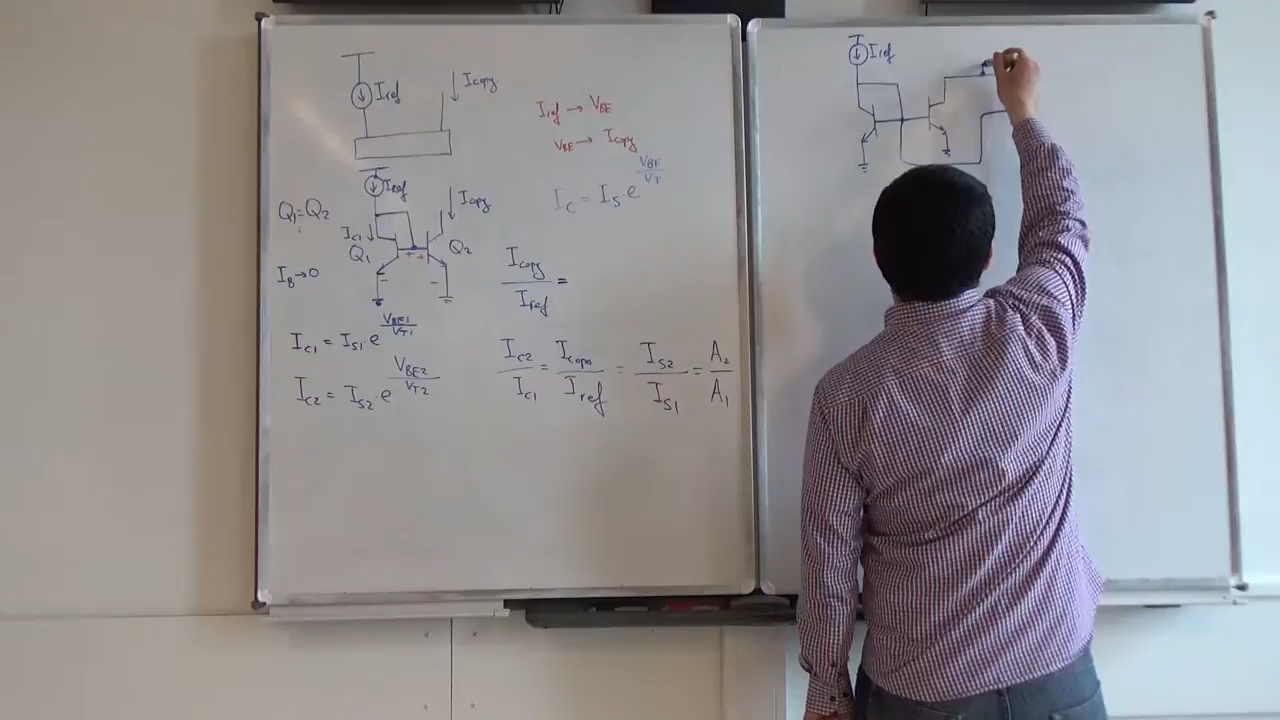 Iref
Icopy
Iref → VBE
VBE → Icopy
IC = IS · e^(VBE/VT)
Q1=Q2
Iref
Icopy
IC1
Q1
Q2
IB→0
Icopy/Iref =
IC1 = IS1 · e^(VBE1/VT1)
IC2 = IS2 · e^(VBE2/VT2)
IC2/IC1 = Icopo/Iref = IS2/IS1 = A2/A1
Iref